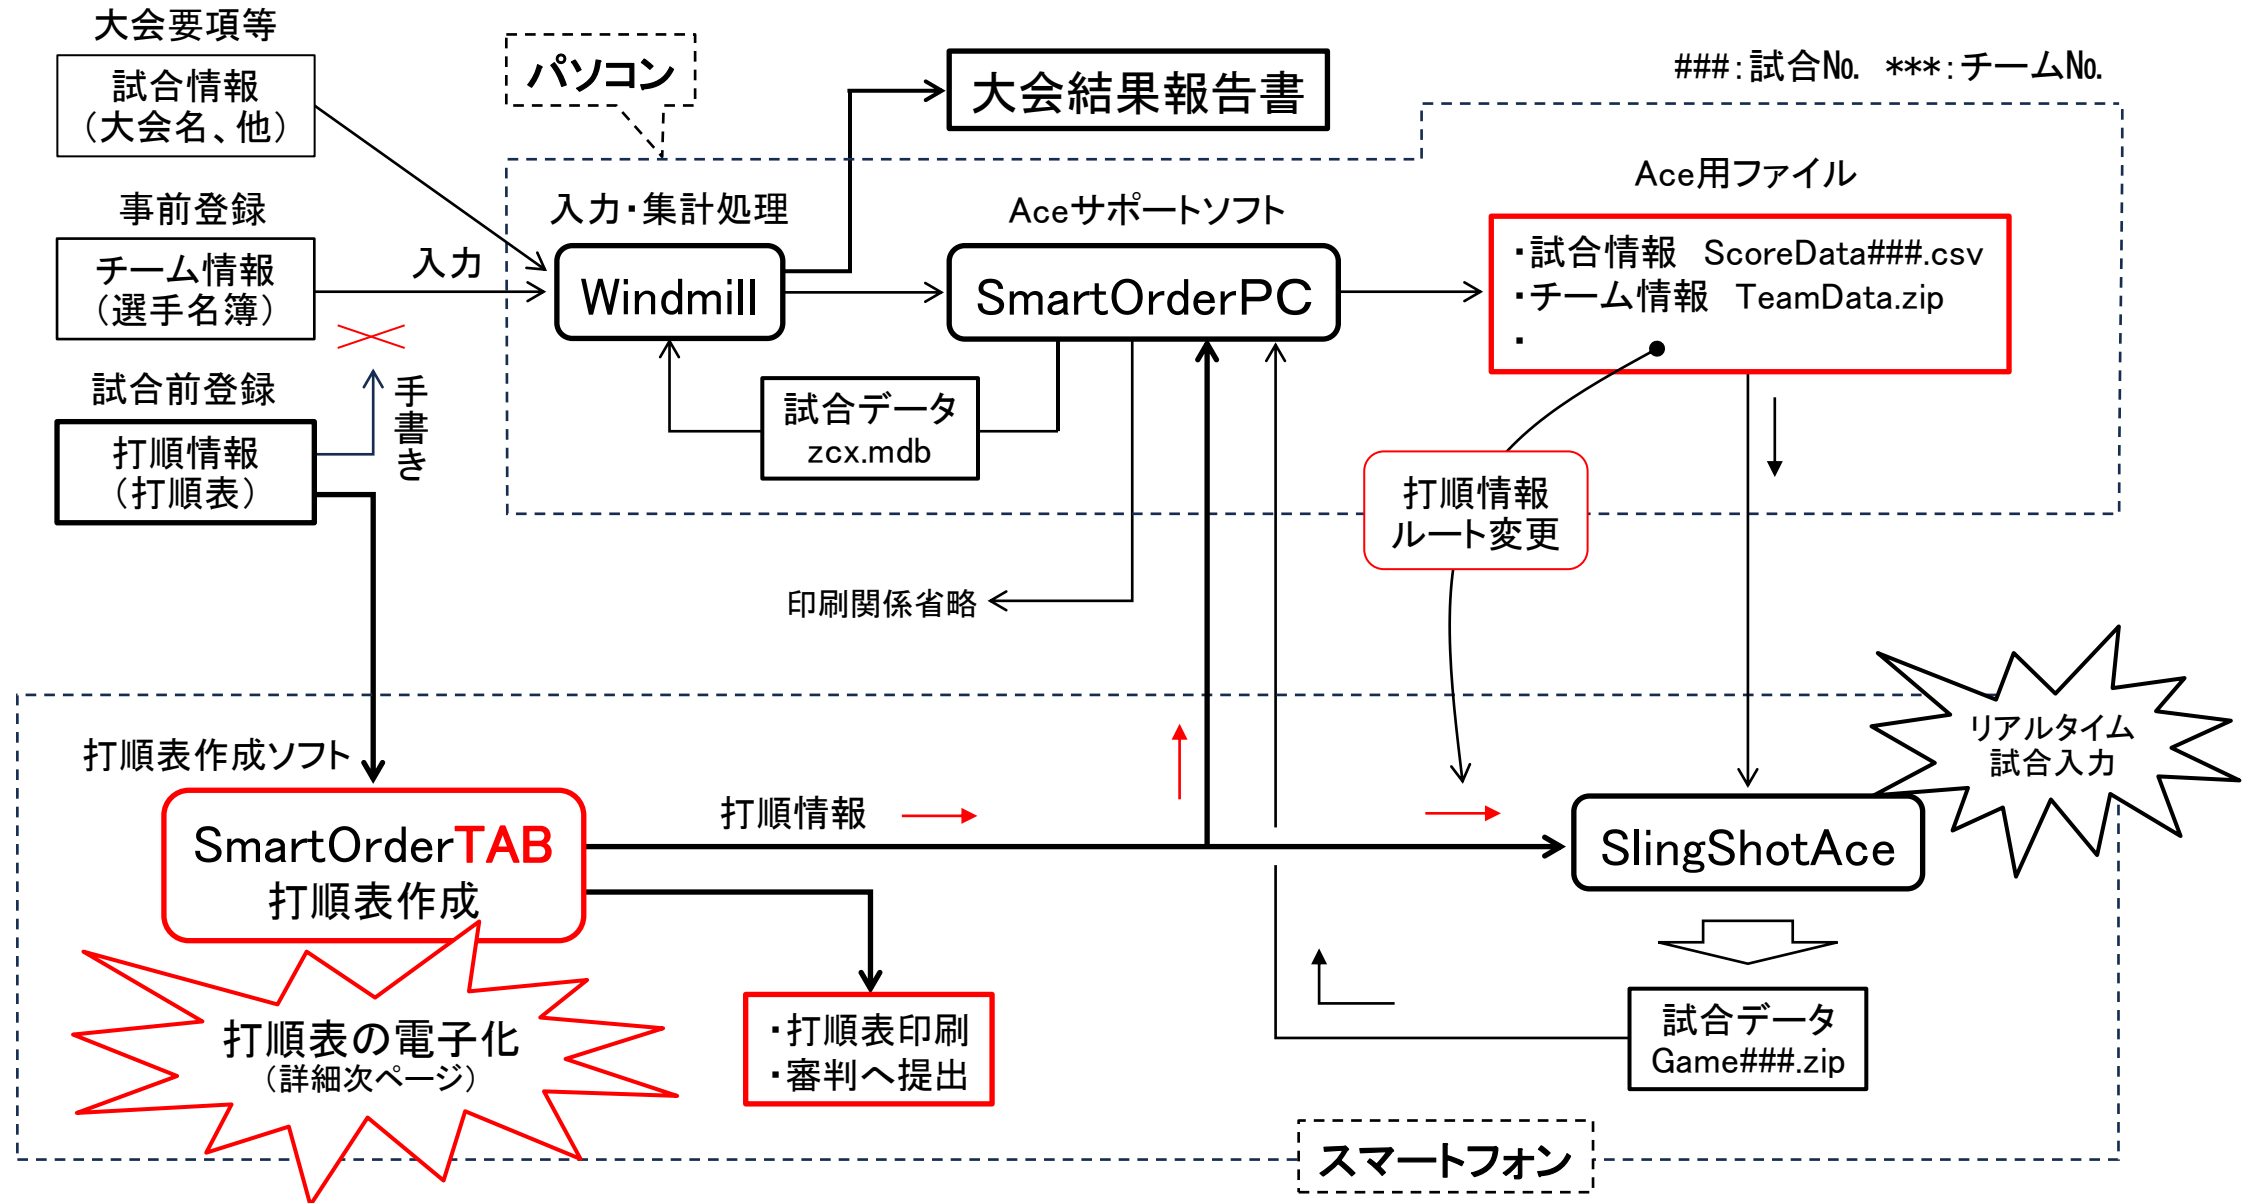 大会要項等
試合情報
（大会名、他）
パソコン
大会結果報告書
###：試合№ ***：チーム№
事前登録
チーム情報
（選手名簿）
入力
入力・集計処理
Windmill
Aceサポートソフト
SmartOrderPC
Ace用ファイル
・試合情報 ScoreData###.csv
・チーム情報 TeamData.zip
・
試合前登録
打順情報
（打順表）
手書き
試合データ
zcx.mdb
打順情報
ルート変更
印刷関係省略
打順表作成ソフト
SmartOrderTAB
打順表作成
打順情報
リアルタイム
試合入力
SlingShotAce
打順表の電子化
（詳細次ページ）
・打順表印刷
・審判へ提出
試合データ
Game###.zip
スマートフォン